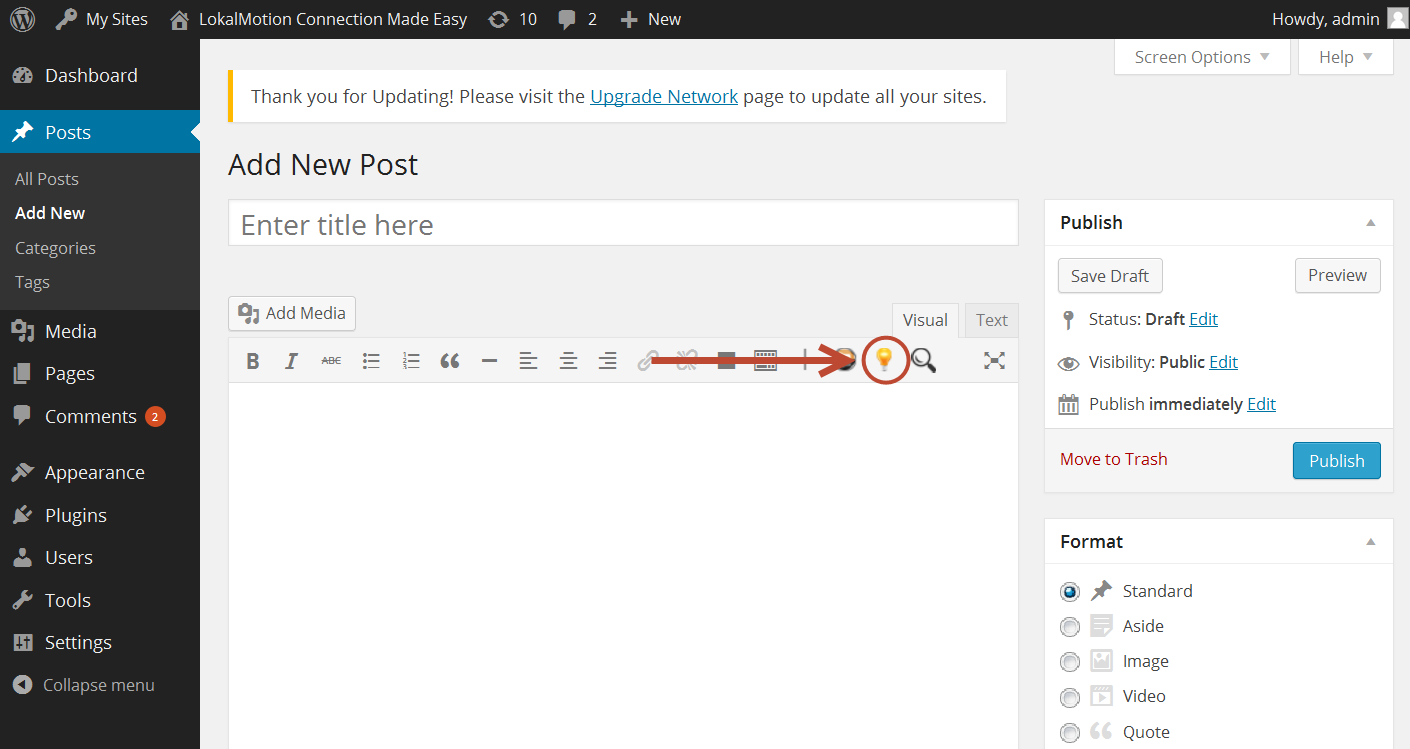 My Sites LokalMotion Connection Made Easy 10 2 New Howdy, admin
Screen Options Help
Dashboard
Posts
All Posts
Add New
Categories
Tags
Media
Pages
Comments 2
Appearance
Plugins
Users
Tools
Settings
Collapse menu
Thank you for Updating! Please visit the Upgrade Network page to update all your sites.
Add New Post
Enter title here
Add Media
Visual Text
B I ABC
Publish
Save Draft Preview
Status: Draft Edit
Visibility: Public Edit
Publish immediately Edit
Move to Trash Publish
Format
Standard
Aside
Image
Video
Quote